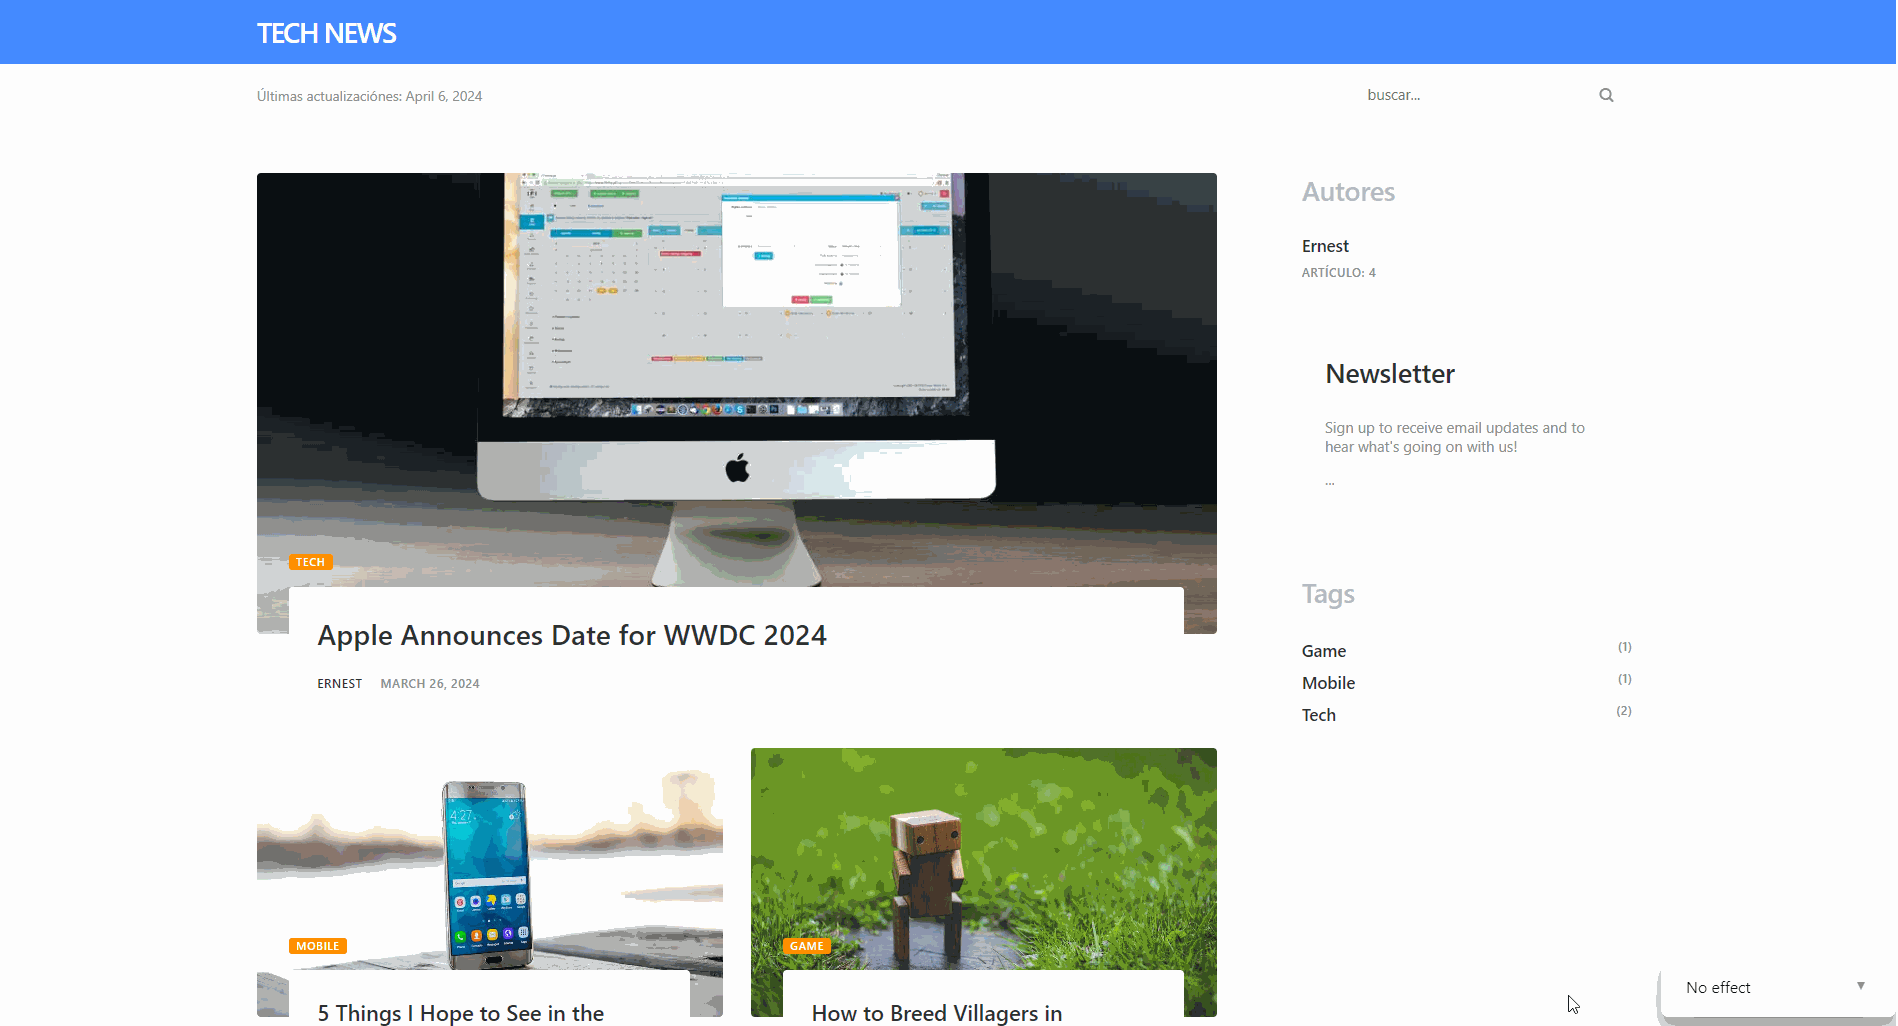 TECH NEWS
Últimas actualizaciónes: April 6, 2024
buscar...
TECH
Apple Announces Date for WWDC 2024
ERNEST MARCH 26, 2024
Autores
Ernest
ARTÍCULO: 4
Newsletter
Sign up to receive email updates and to
hear what's going on with us!
...
Tags
Game (1)
Mobile (1)
Tech (2)
4:27
MOBILE
5 Things I Hope to See in the
GAME
How to Breed Villagers in
No effect